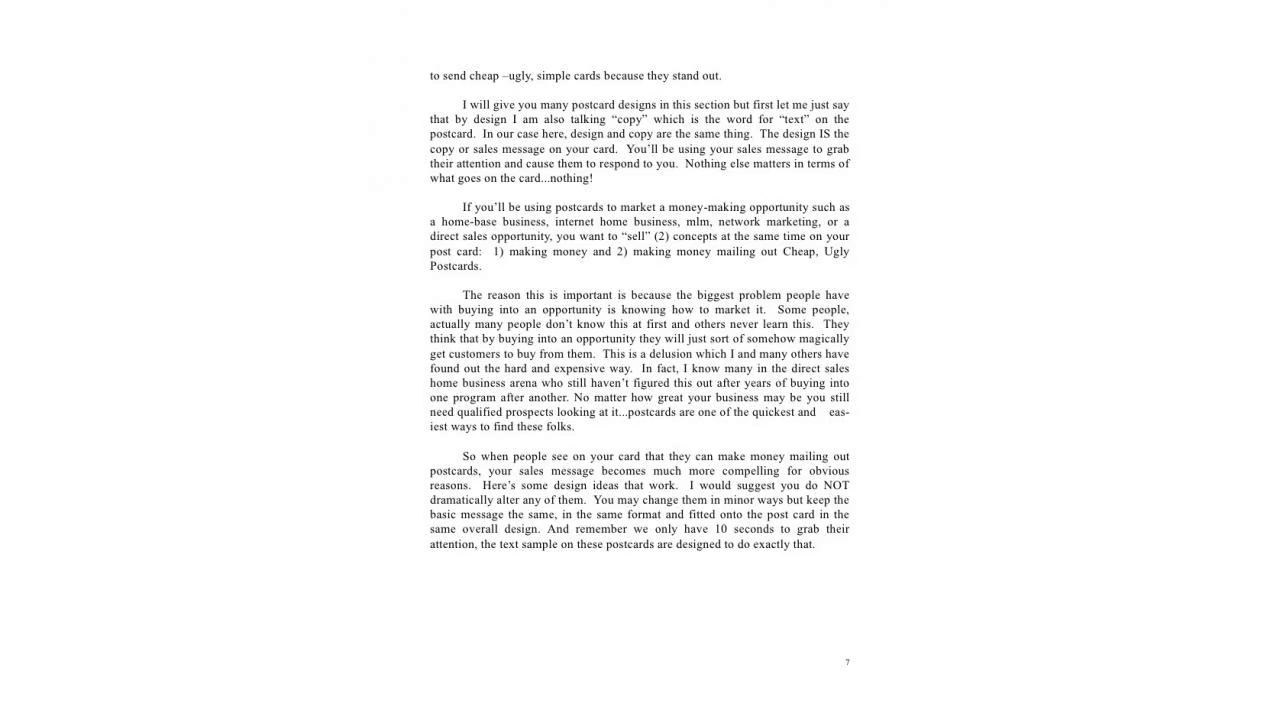 to send cheap –ugly, simple cards because they stand out.
I will give you many postcard designs in this section but first let me just say
that by design I am also talking “copy” which is the word for “text” on the
postcard.  In our case here, design and copy are the same thing.  The design IS the
copy or sales message on your card.  You’ll be using your sales message to grab
their attention and cause them to respond to you.  Nothing else matters in terms of
what goes on the card...nothing!
If you’ll be using postcards to market a money-making opportunity such as
a home-base business, internet home business, mlm, network marketing, or a
direct sales opportunity, you want to “sell” (2) concepts at the same time on your
post card:  1) making money and 2) making money mailing out Cheap, Ugly
Postcards.
The reason this is important is because the biggest problem people have
with buying into an opportunity is knowing how to market it.  Some people,
actually many people don’t know this at first and others never learn this.  They
think that by buying into an opportunity they will just sort of somehow magically
get customers to buy from them.  This is a delusion which I and many others have
found out the hard and expensive way.  In fact, I know many in the direct sales
home business arena who still haven’t figured this out after years of buying into
one program after another. No matter how great your business may be you still
need qualified prospects looking at it...postcards are one of the quickest and   eas-
iest ways to find these folks.
So when people see on your card that they can make money mailing out
postcards, your sales message becomes much more compelling for obvious
reasons.  Here’s some design ideas that work.  I would suggest you do NOT
dramatically alter any of them.  You may change them in minor ways but keep the
basic message the same, in the same format and fitted onto the post card in the
same overall design. And remember we only have 10 seconds to grab their
attention, the text sample on these postcards are designed to do exactly that.
7